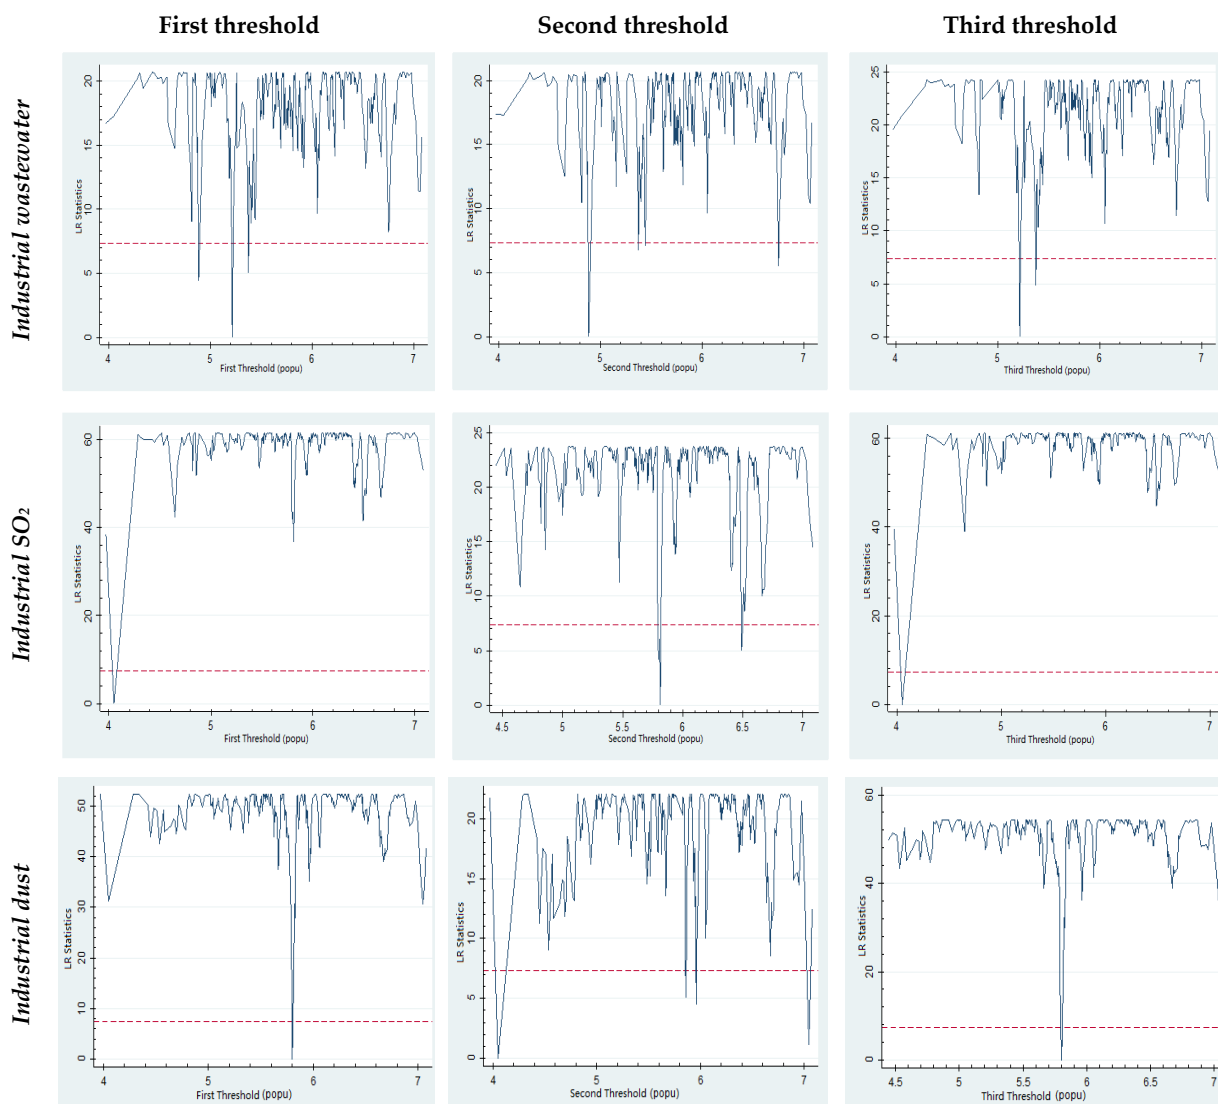 First threshold Second threshold Third threshold
Industrial wastewater
LR Statistics
0 5 10 15 20
4 5 6 7
First Threshold (popu)
LR Statistics
0 5 10 15 20
4 5 6 7
Second Threshold (popu)
LR Statistics
0 5 10 15 20 25
4 5 6 7
Third Threshold (popu)
Industrial SO2
LR Statistics
0 20 40 60
4 5 6 7
First Threshold (popu)
LR Statistics
0 5 10 15 20 25
4.5 5 5.5 6 6.5 7
Second Threshold (popu)
LR Statistics
0 20 40 60
4 5 6 7
Third Threshold (popu)
Industrial dust
LR Statistics
0 10 20 30 40 50
4 5 6 7
First Threshold (popu)
LR Statistics
0 5 10 15 20
4 5 6 7
Second Threshold (popu)
LR Statistics
0 20 40 60
4.5 5 5.5 6 6.5 7
Third Threshold (popu)